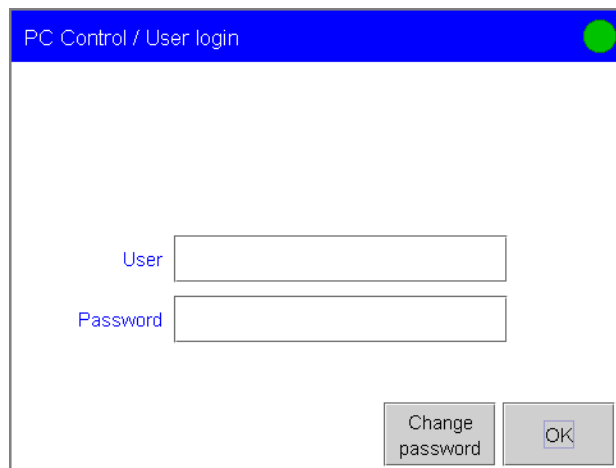 PC Control / User login
User
Password
Change
password
OK